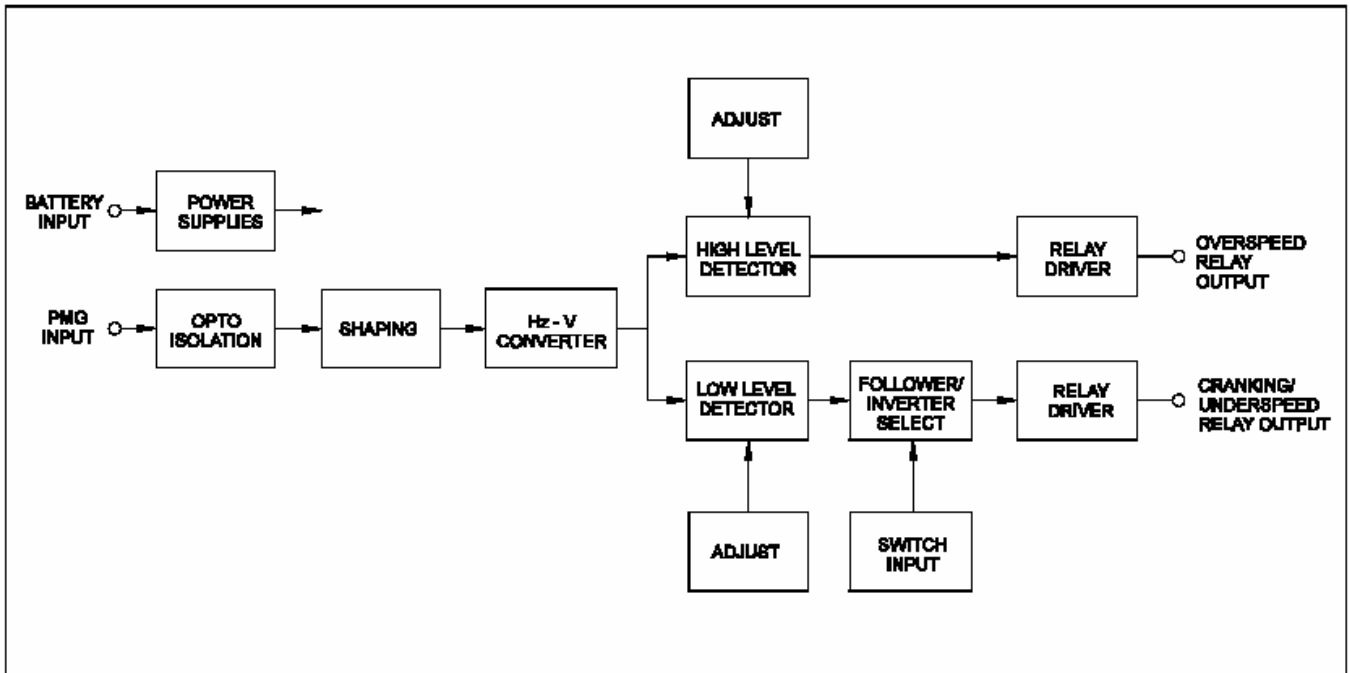 ADJUST
BATTERY
INPUT
POWER
SUPPLIES
HIGH LEVEL
DETECTOR
RELAY
DRIVER
OVERSPEED
RELAY
OUTPUT
PMG
INPUT
OPTO
ISOLATION
SHAPING
Hz - V
CONVERTER
LOW LEVEL
DETECTOR
FOLLOWER/
INVERTER
SELECT
RELAY
DRIVER
CRANKING/
UNDERSPEED
RELAY OUTPUT
ADJUST
SWITCH
INPUT